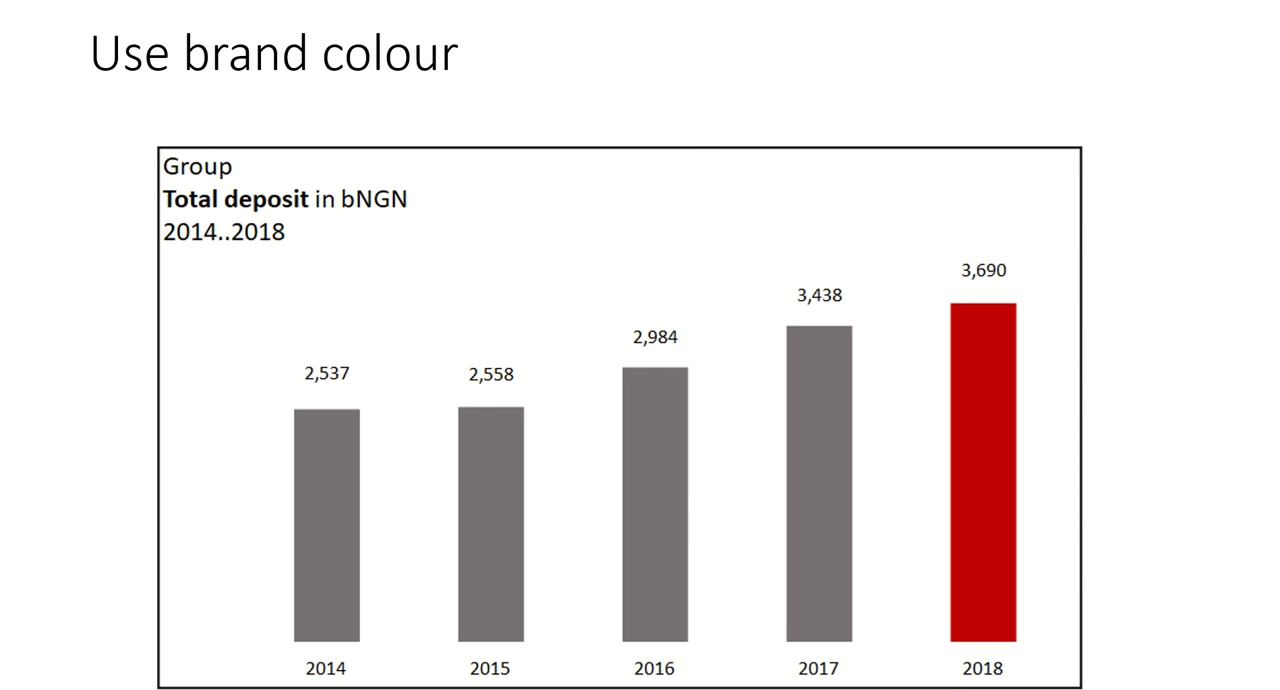 Use brand colour
Group
Total deposit in bNGN
2014..2018
3,690
3,438
2,984
2,537
2,558
2014 2015 2016 2017 2018